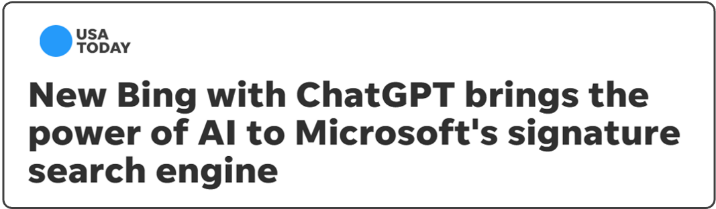 USA
TODAY
New Bing with ChatGPT brings the
power of AI to Microsoft's signature
search engine